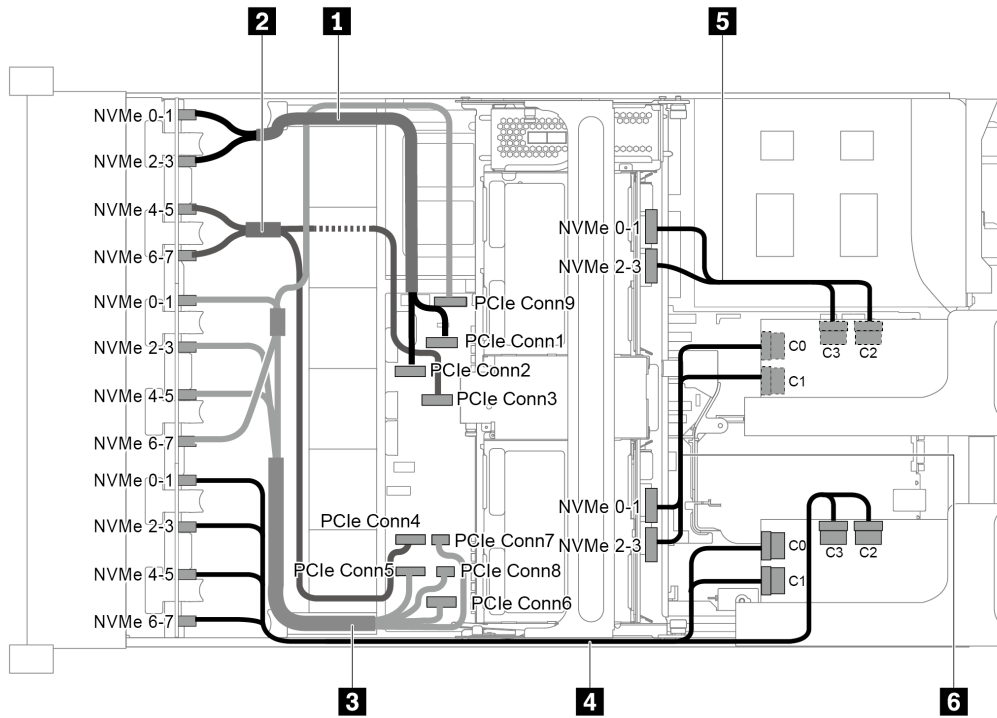 2
1
5
NVMe 0-1
NVMe 2-3
NVMe 4-5
NVMe 6-7
NVMe 0-1
NVMe 2-3
NVMe 4-5
NVMe 6-7
NVMe 0-1
NVMe 2-3
NVMe 4-5
NVMe 6-7
PCIe Conn9
PCIe Conn1
PCIe Conn2
PCIe Conn3
PCIe Conn4
PCIe Conn7
PCIe Conn5
PCIe Conn8
PCIe Conn6
NVMe 0-1
NVMe 2-3
NVMe 0-1
NVMe 2-3
C0
C3
C2
C1
C0
C3
C2
C1
3
4
6